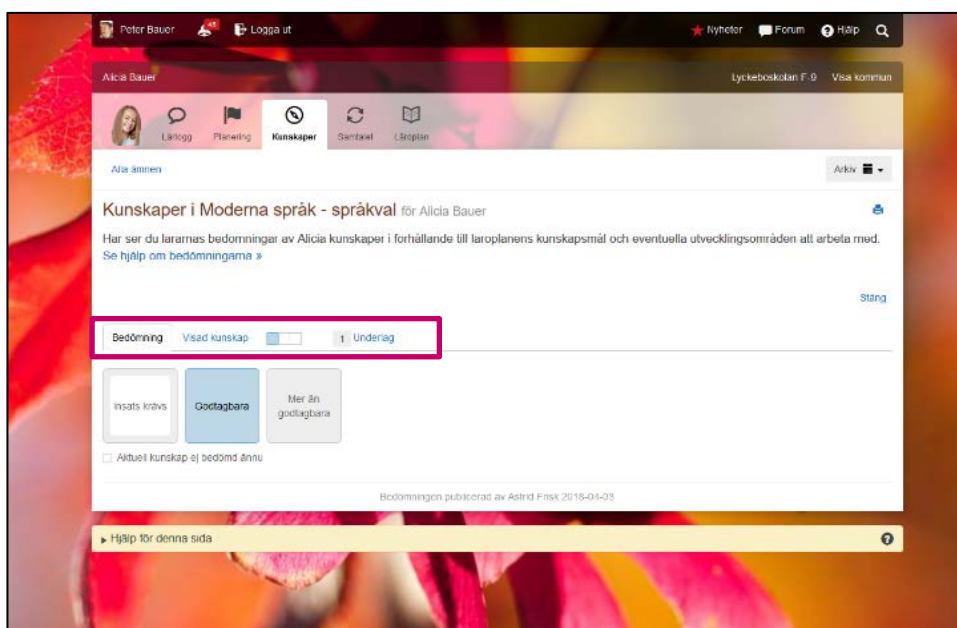 Peter Bauer 45 Logga ut Nyheter Forum Hjälp
Alicia Bauer Lyckeboskolan F-9 Visa kommun
Lärlogg Planering Kunskaper Samtalet Läroplan
Alla ämnen Arkiv
Kunskaper i Moderna språk - språkval för Alicia Bauer
Här ser du lärarnas bedömningar av Alicia kunskaper i förhållande till läroplanens kunskapsmål och eventuella utvecklingsområden att arbeta med.
Se hjälp om bedömningarna »
Stäng
Bedömning Visad kunskap 1 Underlag
Insats krävs Godtagbara Mer än
godtagbara
Aktuell kunskap ej bedömd ännu
Bedömningen publicerad av Astrid Frisk 2018-04-03
Hjälp för denna sida